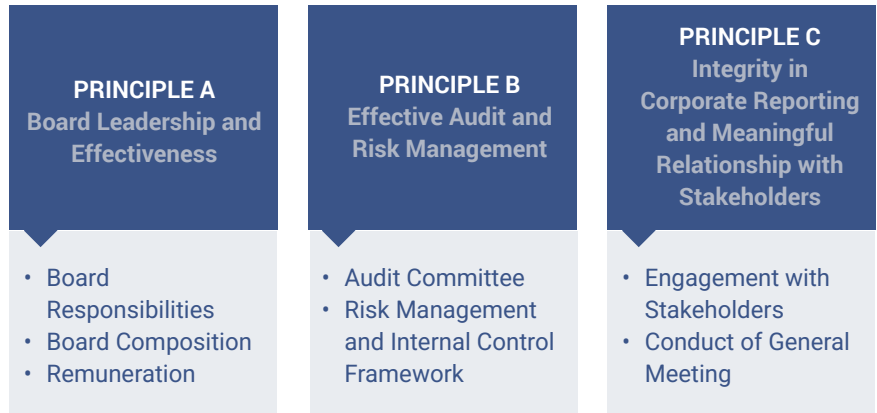 PRINCIPLE A
Board Leadership and
Effectiveness
• Board
Responsibilities
• Board Composition
• Remuneration
PRINCIPLE B
Effective Audit and
Risk Management
• Audit Committee
• Risk Management
and Internal Control
Framework
PRINCIPLE C
Integrity in
Corporate Reporting
and Meaningful
Relationship with
Stakeholders
• Engagement with
Stakeholders
• Conduct of General
Meeting